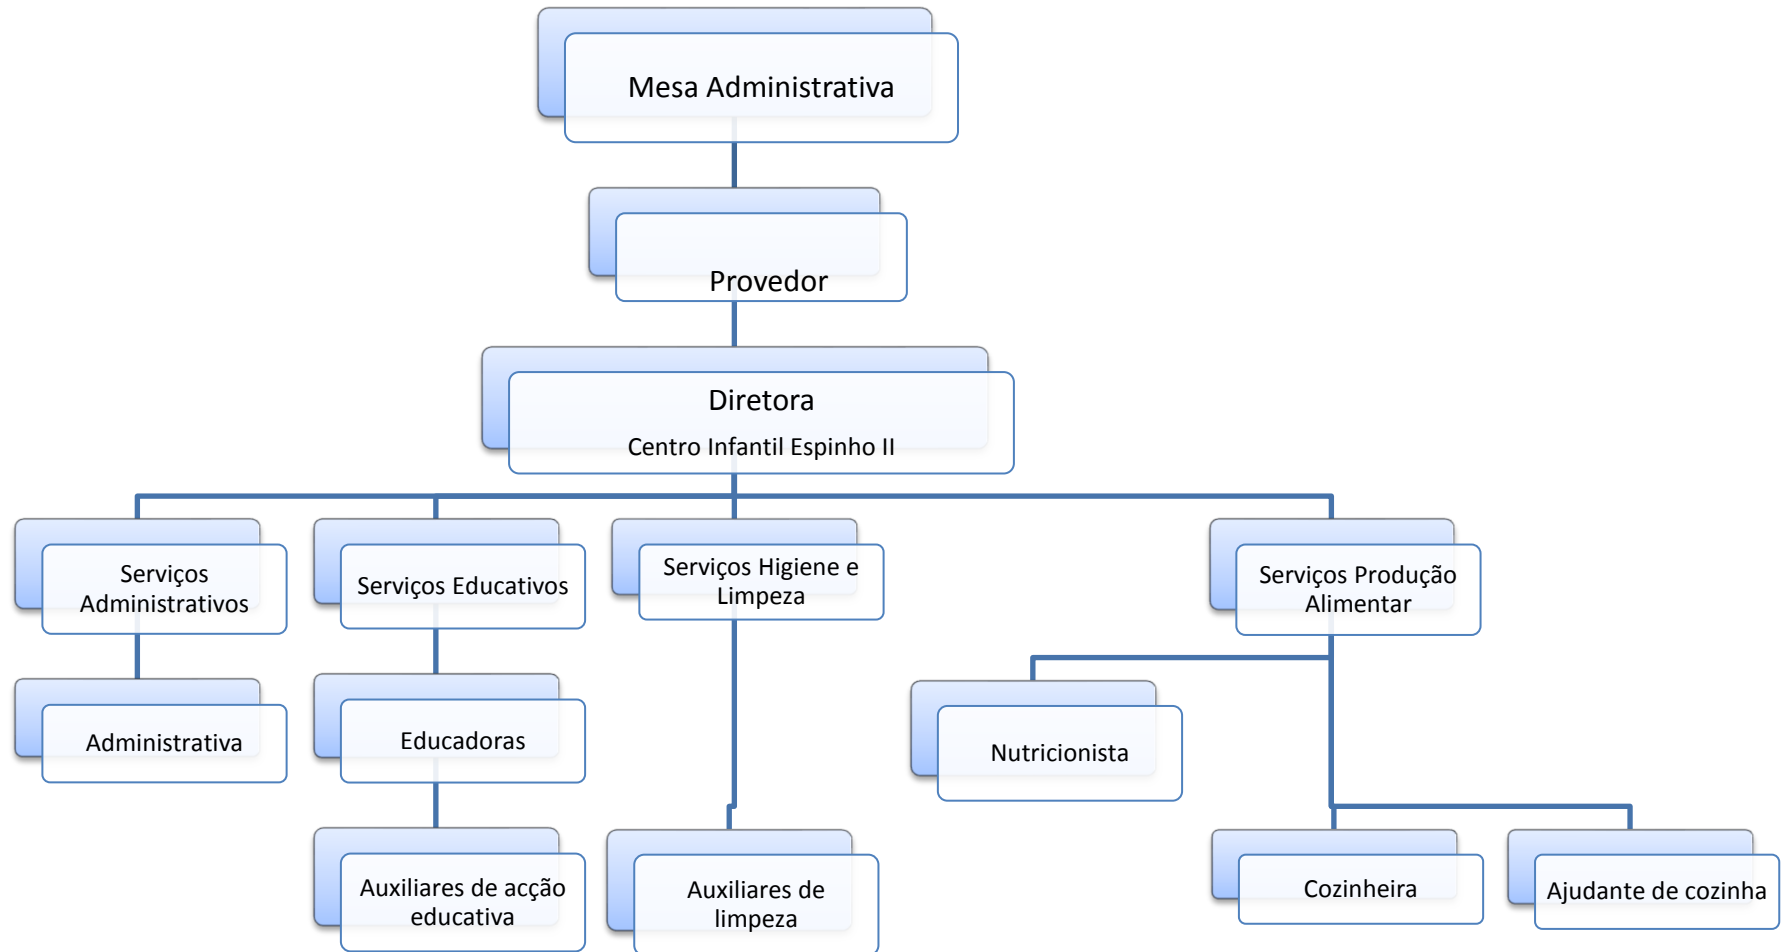 Mesa Administrativa
Provedor
Diretora
Centro Infantil Espinho II
Serviços
Administrativos
Serviços Educativos
Serviços Higiene e
Limpeza
Serviços Produção
Alimentar
Administrativa
Educadoras
Nutricionista
Auxiliares de acção
educativa
Auxiliares de
limpeza
Cozinheira
Ajudante de cozinha